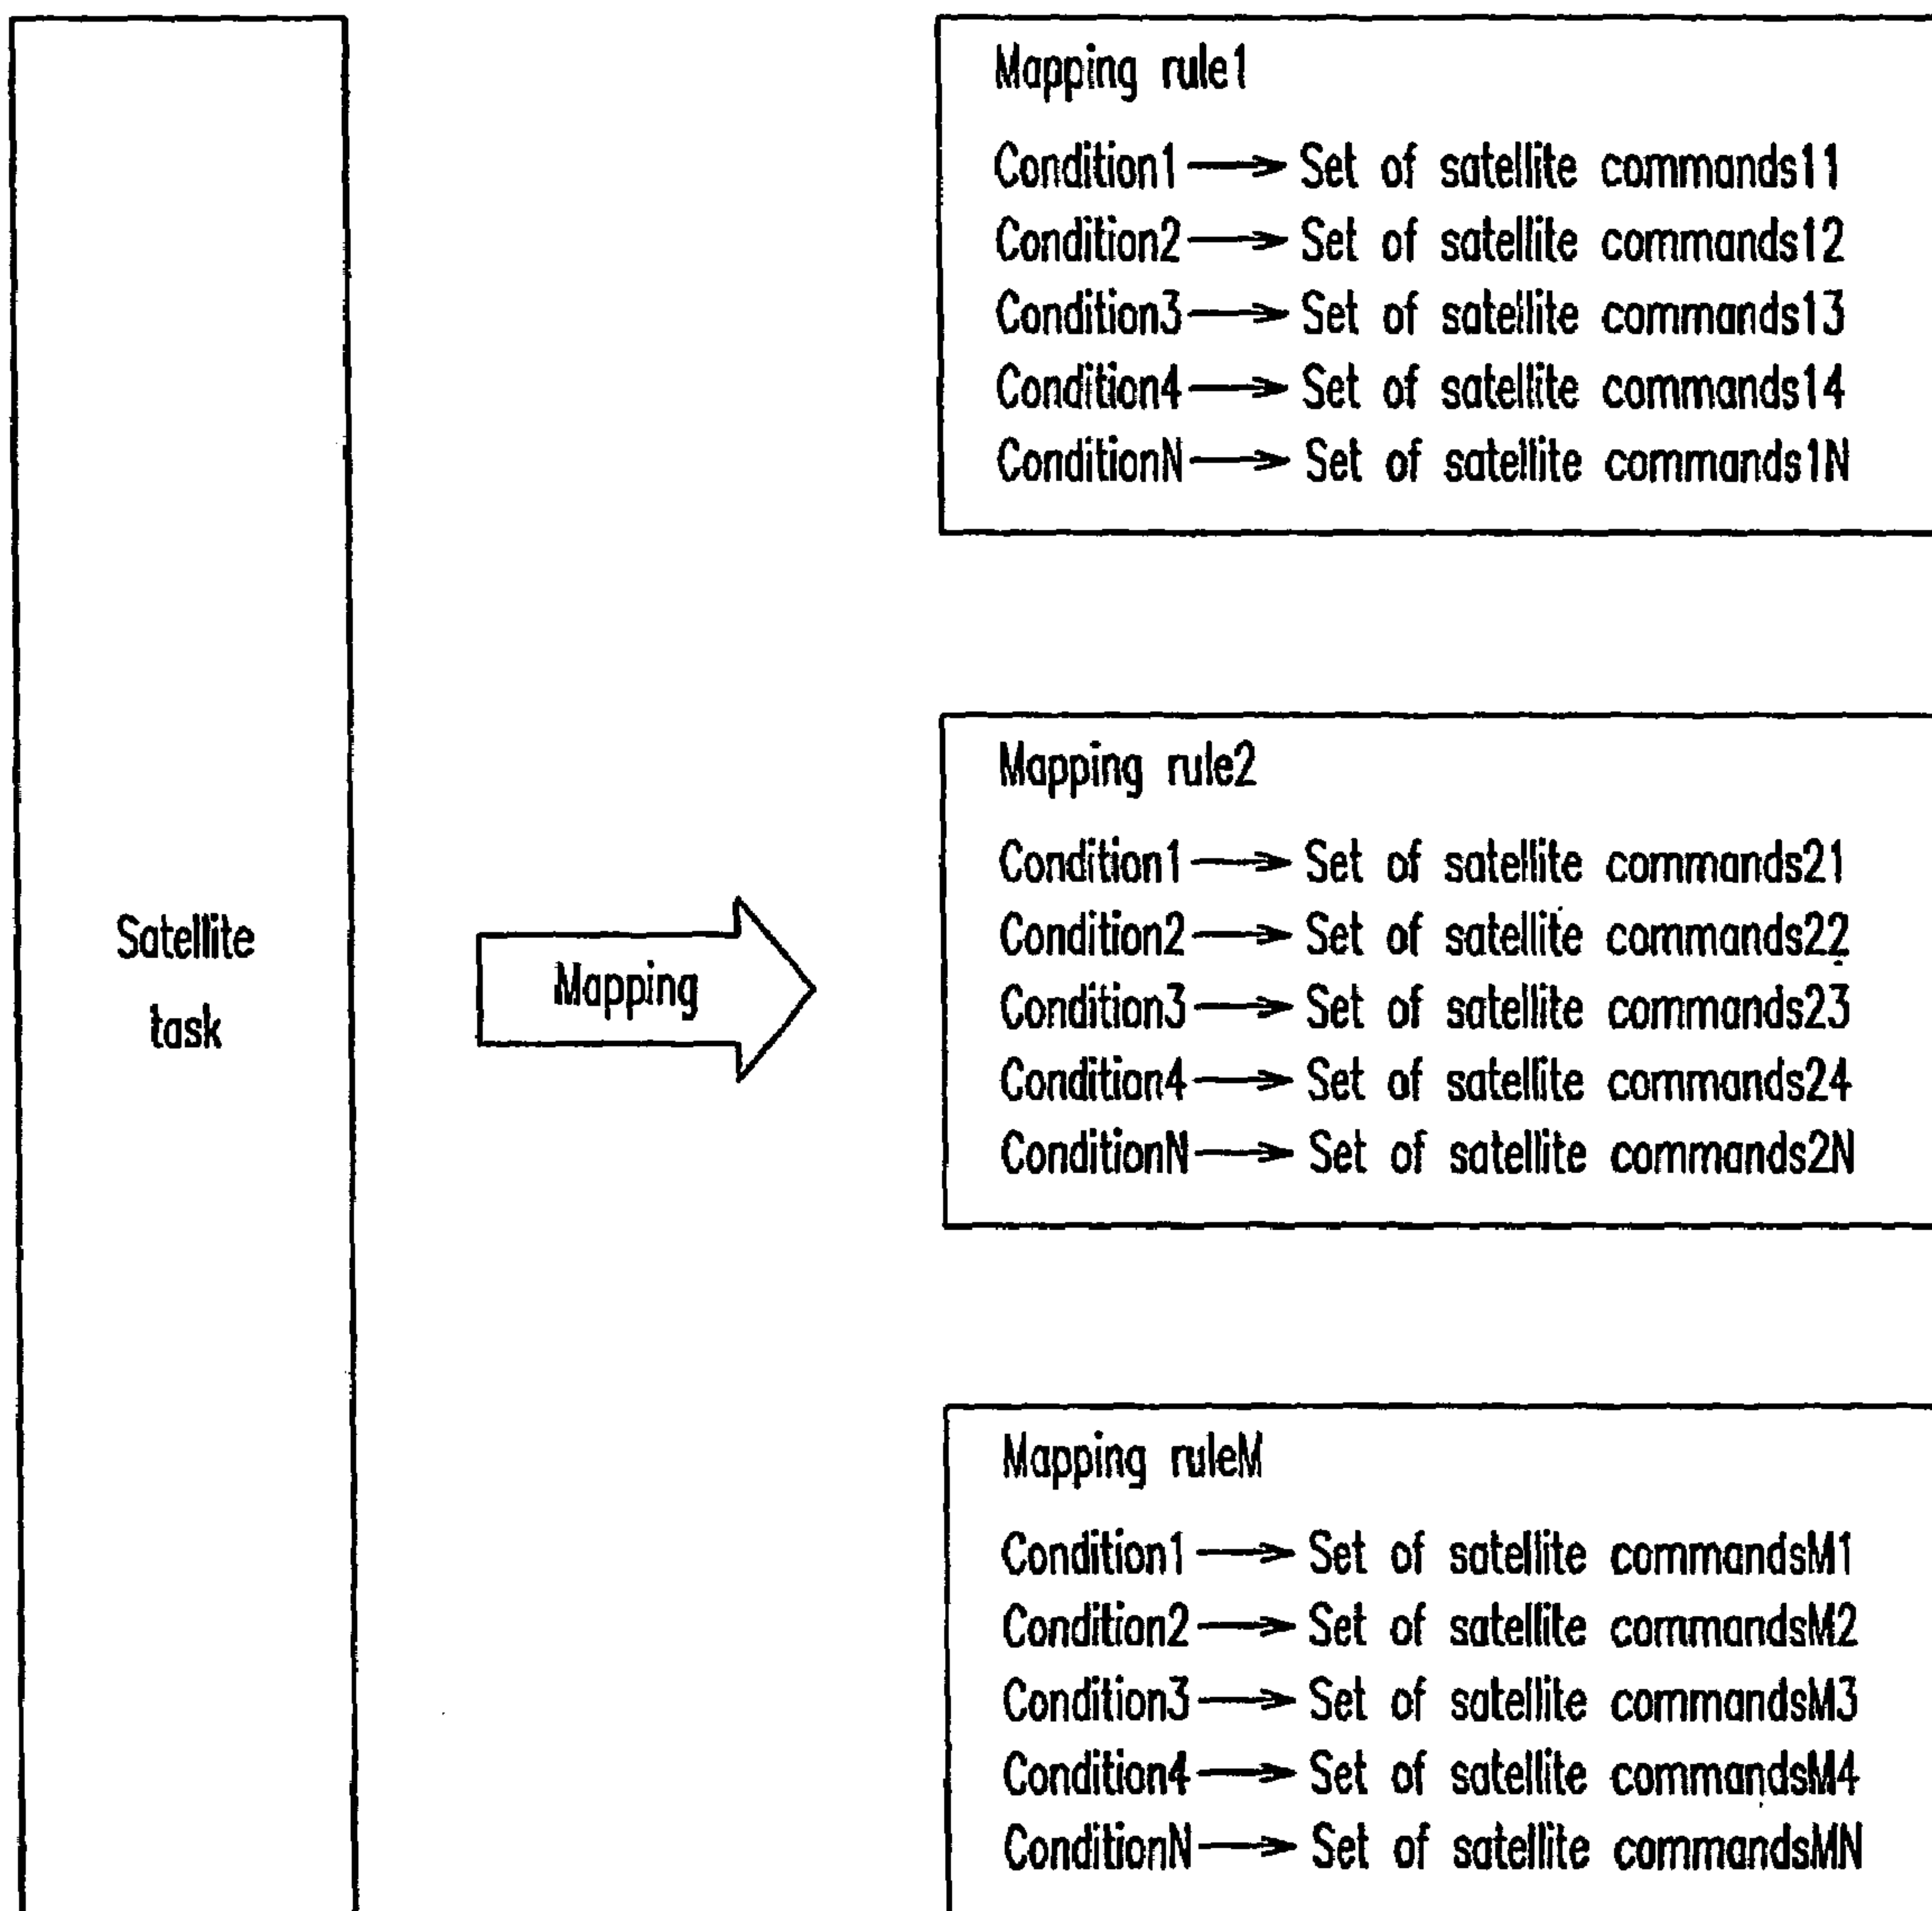 Satellite
task
Mapping
Mapping rule1
Condition1 → Set of satellite commands11
Condition2 → Set of satellite commands12
Condition3 → Set of satellite commands13
Condition4 → Set of satellite commands14
ConditionN → Set of satellite commands1N
Mapping rule2
Condition1 → Set of satellite commands21
Condition2 → Set of satellite commands22
Condition3 → Set of satellite commands23
Condition4 → Set of satellite commands24
ConditionN → Set of satellite commands2N
Mapping ruleM
Condition1 → Set of satellite commandsM1
Condition2 → Set of satellite commandsM2
Condition3 → Set of satellite commandsM3
Condition4 → Set of satellite commandsM4
ConditionN → Set of satellite commandsMN